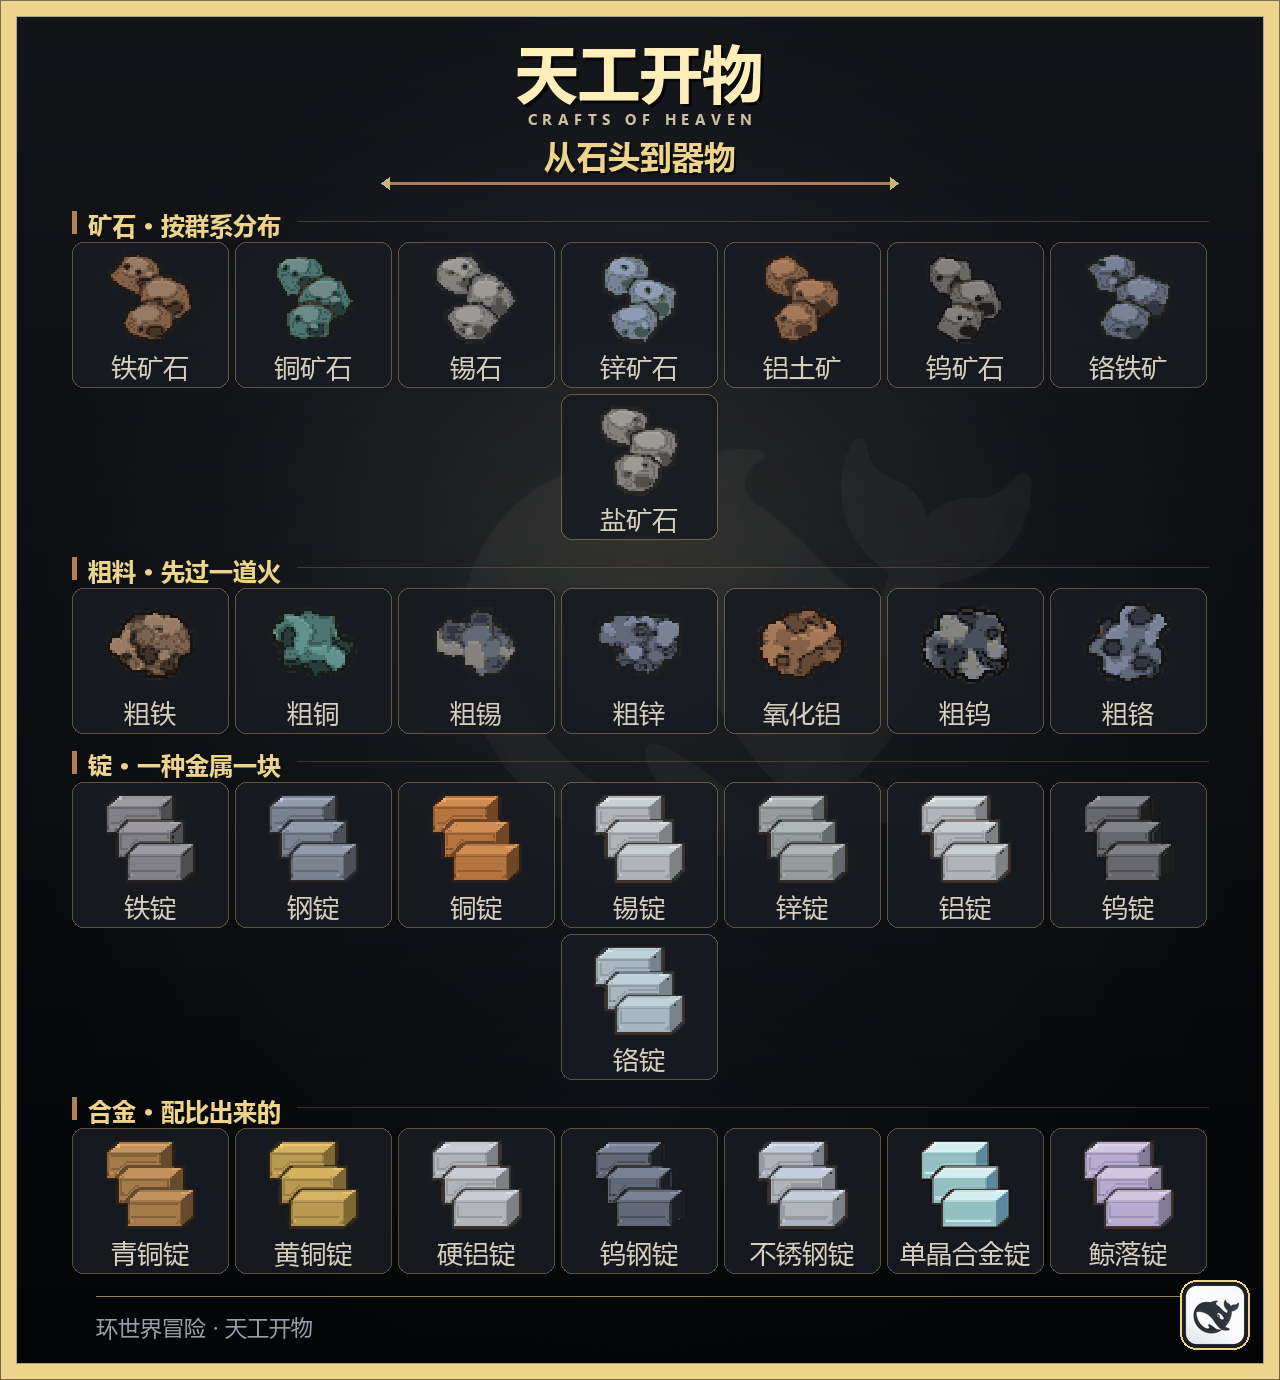 天工开物
CRAFTS OF HEAVEN
从石头到器物
矿石·按群系分布
铁矿石 铜矿石 锡石 锌矿石 铝土矿 钨矿石 铬铁矿
盐矿石
粗料·先过一道火
粗铁 粗铜 粗锡 粗锌 氧化铝 粗钨 粗铬
锭·一种金属一块
铁锭 钢锭 铜锭 锡锭 锌锭 铝锭 钨锭
铬锭
合金·配比出来的
青铜锭 黄铜锭 硬铝锭 钨钢锭 不锈钢锭 单晶合金锭 鲸落锭
环世界冒险 · 天工开物